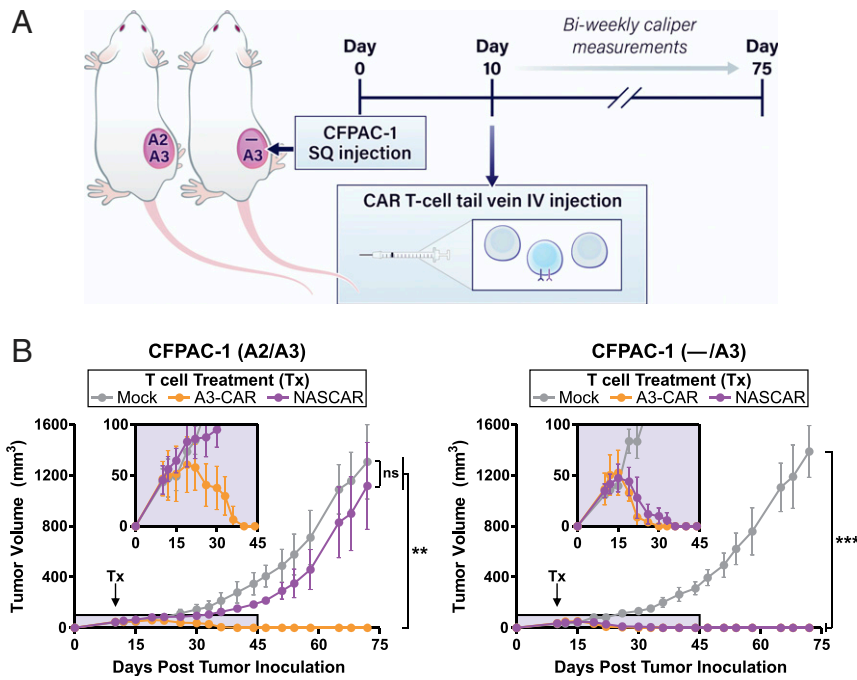 A
Day
0
Day
10
Bi-weekly caliper
measurements
Day
75
A2
A3
—
A3
CFPAC-1
SQ injection
CAR T-cell tail vein IV injection
B
CFPAC-1 (A2/A3)
T cell Treatment (Tx)
Mock A3-CAR NASCAR
Tumor Volume (mm³)
1600
1200
800
400
0
100
50
0
0 15 30 45
Tx
ns
**
0 15 30 45 60 75
Days Post Tumor Inoculation
CFPAC-1 (—/A3)
T cell Treatment (Tx)
Mock A3-CAR NASCAR
Tumor Volume (mm³)
1600
1200
800
400
0
100
50
0
0 15 30 45
Tx
***
0 15 30 45 60 75
Days Post Tumor Inoculation